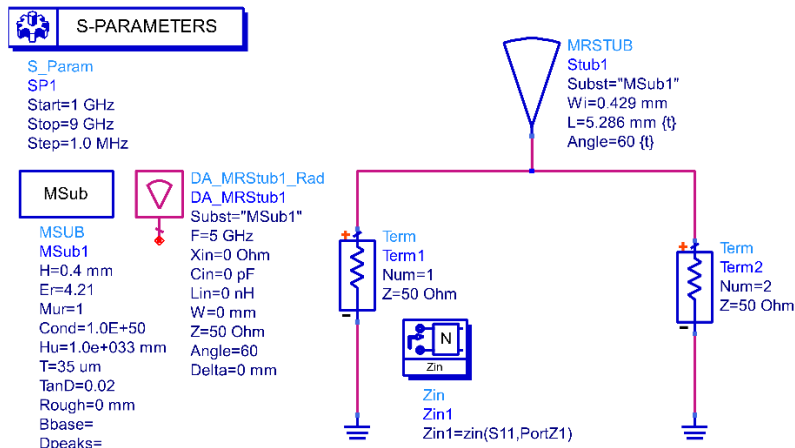 S-PARAMETERS
S_Param
SP1
Start=1 GHz
Stop=9 GHz
Step=1.0 MHz
MRSTUB
Stub1
Subst="MSub1"
Wi=0.429 mm
L=5.286 mm {t}
Angle=60 {t}
MSub
MSUB
MSub1
H=0.4 mm
Er=4.21
Mur=1
Cond=1.0E+50
Hu=1.0e+033 mm
T=35 um
TanD=0.02
Rough=0 mm
Bbase=
Dpeaks=
DA_MRStub1_Rad
DA_MRStub1
Subst="MSub1"
F=5 GHz
Xin=0 Ohm
Cin=0 pF
Lin=0 nH
W=0 mm
Z=50 Ohm
Angle=60
Delta=0 mm
+
Term
Term1
Num=1
Z=50 Ohm
-
N
Zin
Zin
Zin1
Zin1=zin(S11,PortZ1)
+
Term
Term2
Num=2
Z=50 Ohm
-